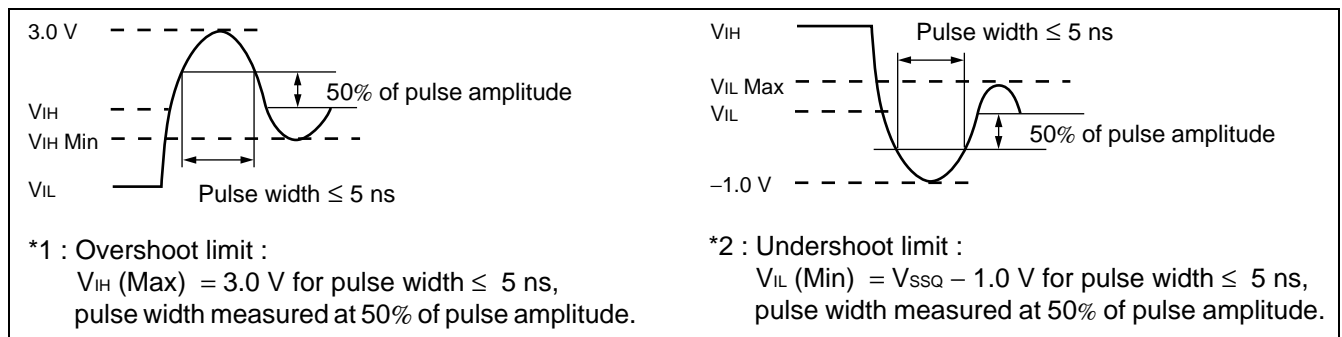 3.0 V
VIH
VIH Min
VIL
50% of pulse amplitude
Pulse width ≤ 5 ns
*1 : Overshoot limit :
VIH (Max) = 3.0 V for pulse width ≤ 5 ns,
pulse width measured at 50% of pulse amplitude.
VIH
Pulse width ≤ 5 ns
VIL Max
VIL
50% of pulse amplitude
−1.0 V
*2 : Undershoot limit :
VIL (Min) = VSSQ − 1.0 V for pulse width ≤ 5 ns,
pulse width measured at 50% of pulse amplitude.